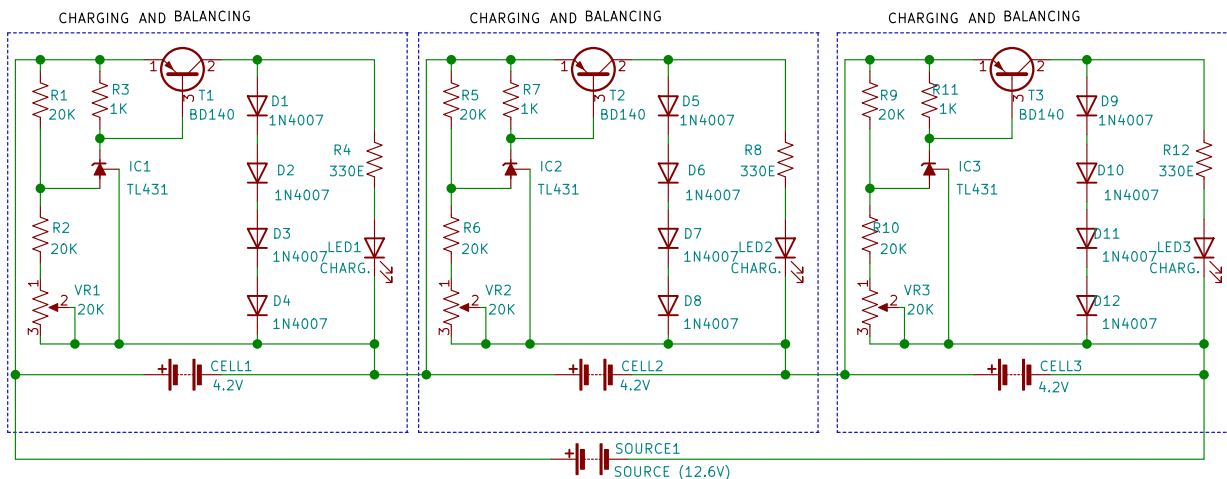 CHARGING AND BALANCING
CHARGING AND BALANCING
CHARGING AND BALANCING
1
2
3
T1
BD140
R1
20K
R3
1K
D1
1N4007
IC1
TL431
D2
1N4007
R4
330E
R2
20K
D3
1N4007
LED1
CHARG.
1
2
3
VR1
20K
D4
1N4007
+
CELL1
4.2V
1
2
3
T2
BD140
R5
20K
R7
1K
D5
1N4007
IC2
TL431
D6
1N4007
R8
330E
R6
20K
D7
1N4007
LED2
CHARG.
1
2
3
VR2
20K
D8
1N4007
+
CELL2
4.2V
1
2
3
T3
BD140
R9
20K
R11
1K
D9
1N4007
IC3
TL431
D10
1N4007
R12
330E
R10
20K
D11
1N4007
LED3
CHARG.
1
2
3
VR3
20K
D12
1N4007
+
CELL3
4.2V
+
SOURCE1
SOURCE (12.6V)